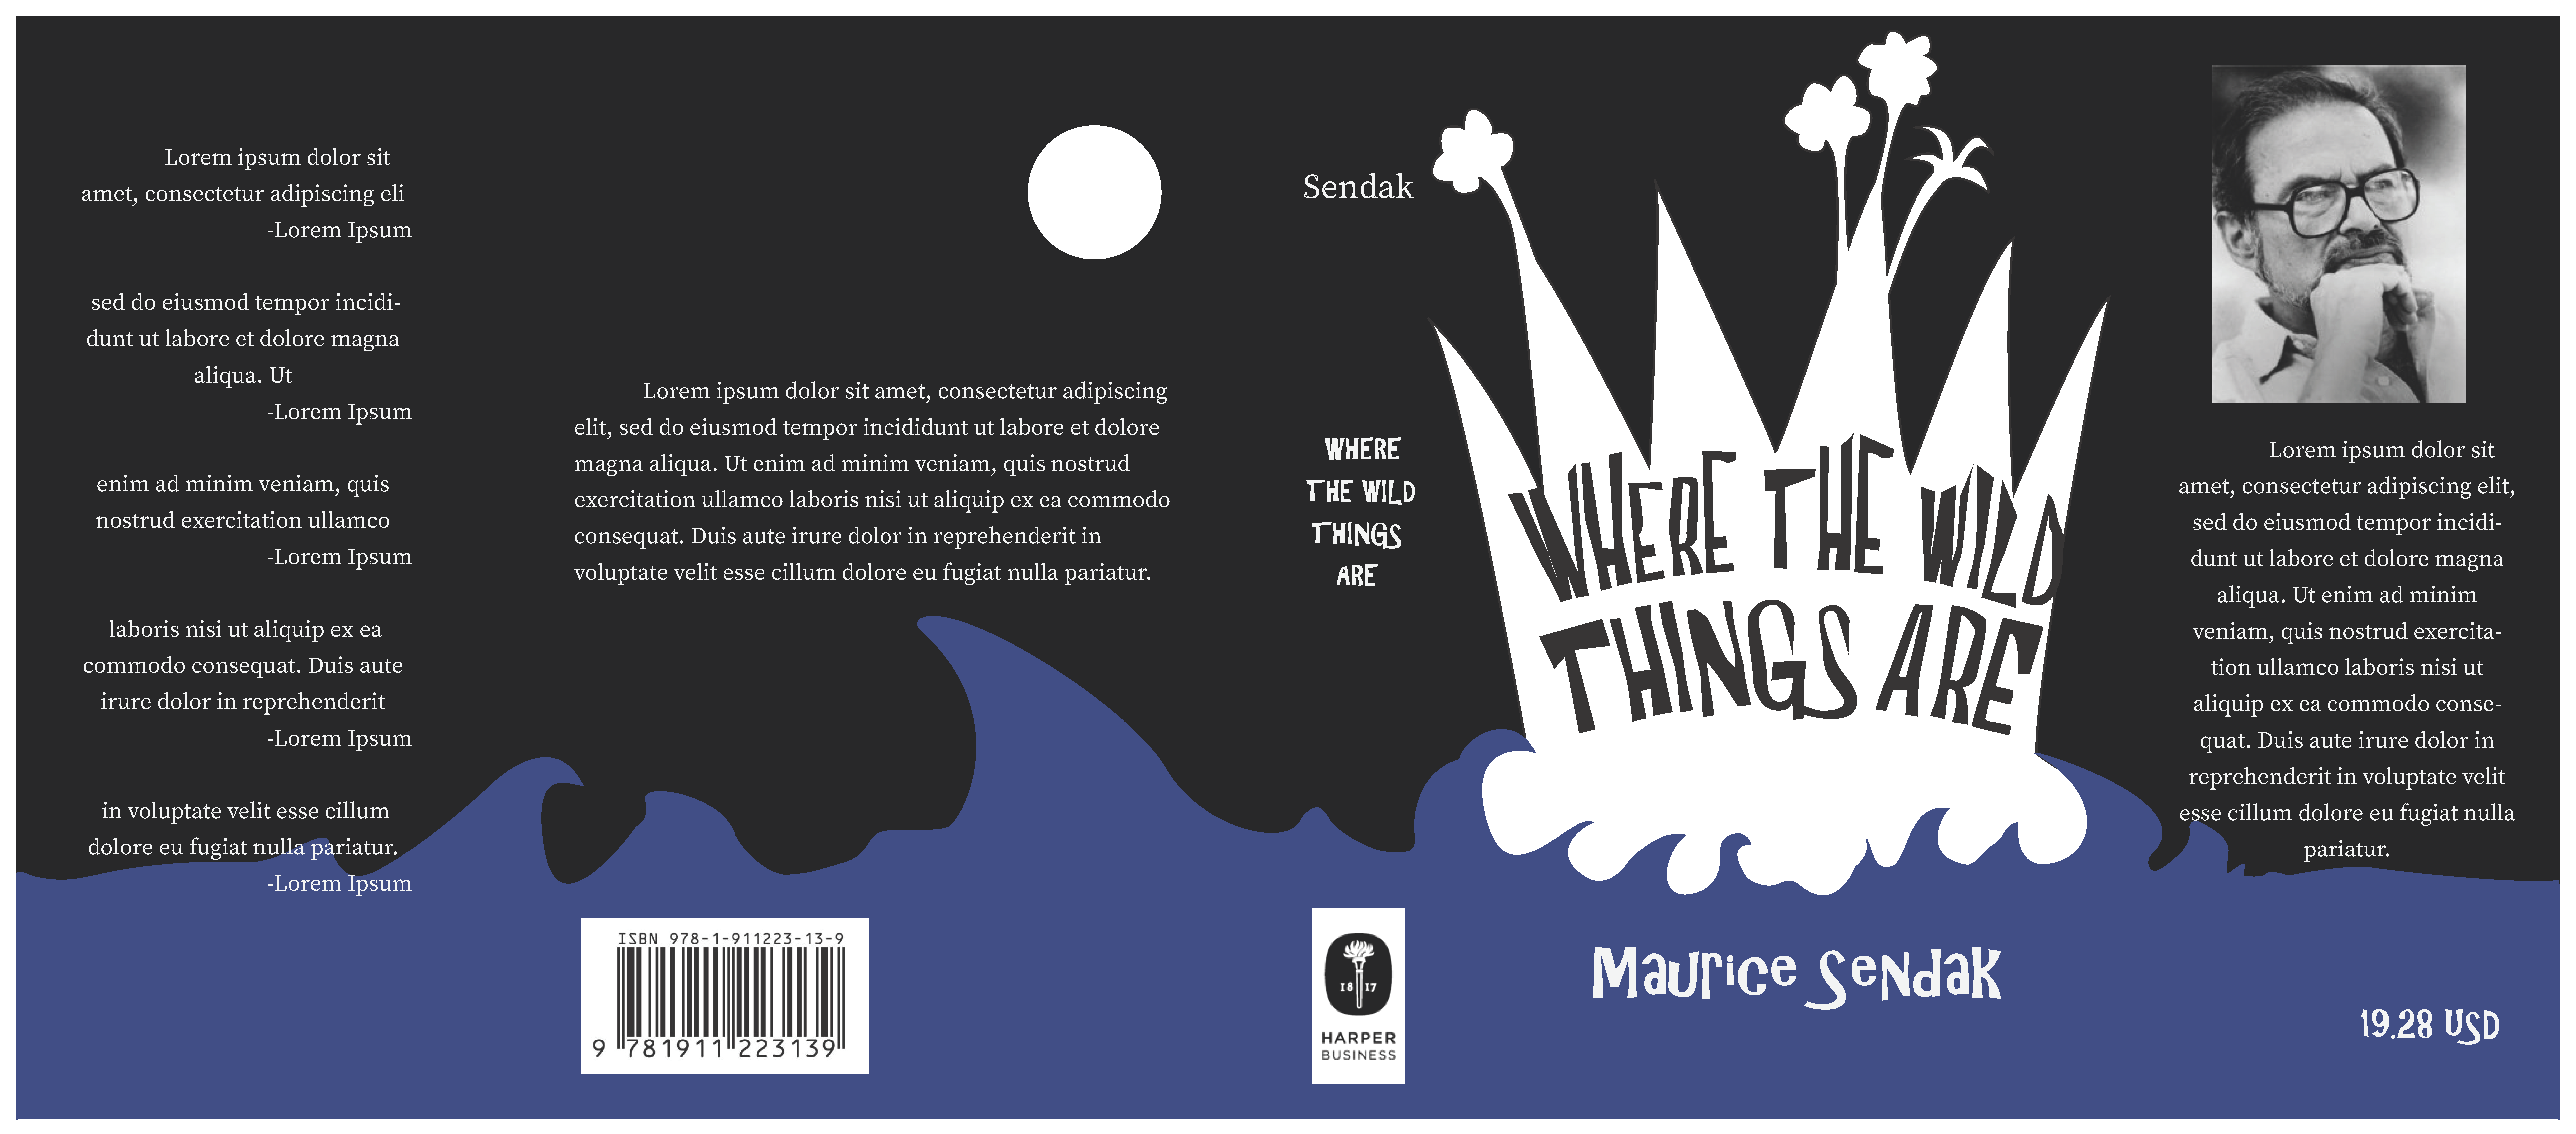 Lorem ipsum dolor sit
amet, consectetur adipiscing eli
-Lorem Ipsum
sed do eiusmod tempor incidi-
dunt ut labore et dolore magna
aliqua. Ut
-Lorem Ipsum
enim ad minim veniam, quis
nostrud exercitation ullamco
-Lorem Ipsum
laboris nisi ut aliquip ex ea
commodo consequat. Duis aute
irure dolor in reprehenderit
-Lorem Ipsum
in voluptate velit esse cillum
dolore eu fugiat nulla pariatur.
-Lorem Ipsum
Lorem ipsum dolor sit amet, consectetur adipiscing
elit, sed do eiusmod tempor incididunt ut labore et dolore
magna aliqua. Ut enim ad minim veniam, quis nostrud
exercitation ullamco laboris nisi ut aliquip ex ea commodo
consequat. Duis aute irure dolor in reprehenderit in
voluptate velit esse cillum dolore eu fugiat nulla pariatur.
ISBN 978-1-911223-13-9
9 781911 223139
Sendak
WHERE
THE WILD
THINGS
ARE
18 17
HARPER
BUSINESS
WHERE THE WILD
THINGS ARE
Maurice Sendak
Lorem ipsum dolor sit
amet, consectetur adipiscing elit,
sed do eiusmod tempor incidi-
dunt ut labore et dolore magna
aliqua. Ut enim ad minim
veniam, quis nostrud exercita-
tion ullamco laboris nisi ut
aliquip ex ea commodo conse-
quat. Duis aute irure dolor in
reprehenderit in voluptate velit
esse cillum dolore eu fugiat nulla
pariatur.
19.28 USD